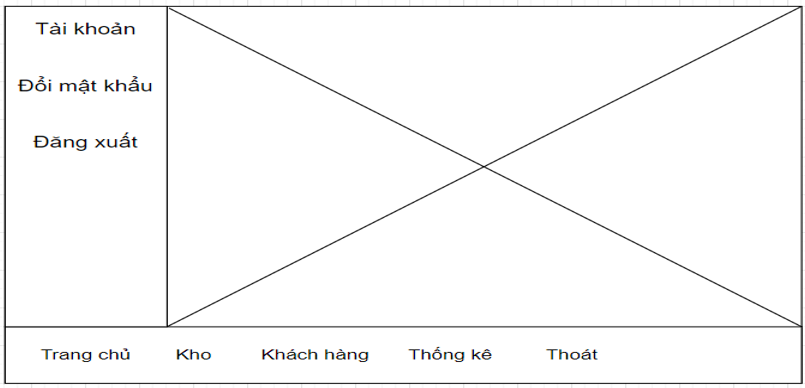 Tài khoản
Đổi mật khẩu
Đăng xuất
Trang chủ Kho Khách hàng Thống kê Thoát